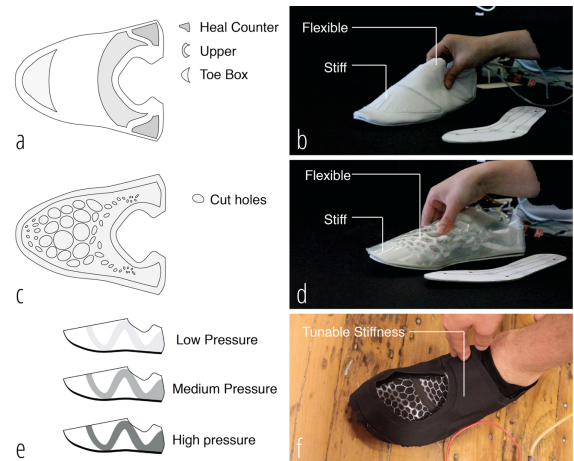 Heal Counter
Upper
Toe Box
a
Flexible
Stiff
b
Cut holes
c
Flexible
Stiff
d
Low Pressure
Medium Pressure
High pressure
e
Tunable Stiffness
f